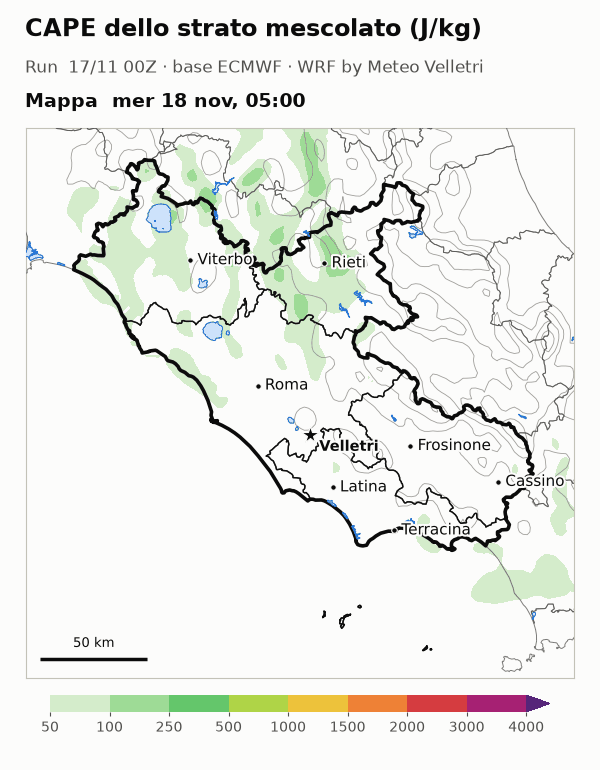 CAPE dello strato mescolato (J/kg)
Run  17/11 00Z · base ECMWF · WRF by Meteo Velletri
Mappa  mer 18 nov, 05:00
Viterbo
Rieti
Roma
Velletri
Frosinone
Latina
Cassino
Terracina
50 km
50 100 250 500 1000 1500 2000 3000 4000